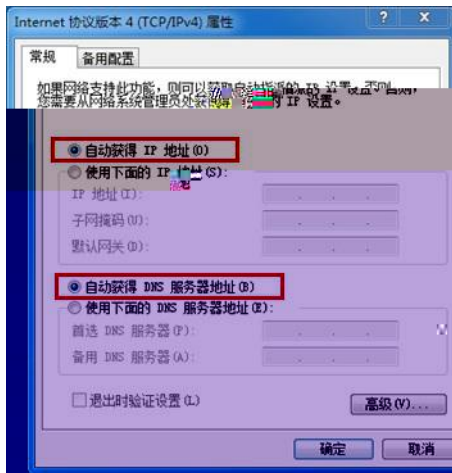 Internet 协议版本 4 (TCP/IPv4) 属性
常规 备用配置
如果网络支持此功能，则可以获取自动指派的 IP 设置。否则，
您需要从网络系统管理员处获得 IP 设置。
自动获得 IP 地址(O)
使用下面的 IP 地址(S):
IP 地址(I):
子网掩码(U):
默认网关(D):
自动获得 DNS 服务器地址(B)
使用下面的 DNS 服务器地址(E):
首选 DNS 服务器(P):
备用 DNS 服务器(A):
退出时验证设置(L)
高级(V)...
确定 取消